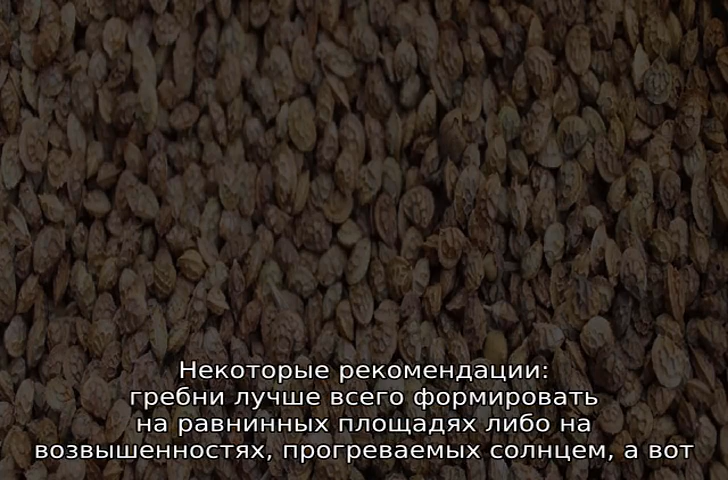 Некоторые рекомендации:
гребни лучше всего формировать
на равнинных площадях либо на
возвышенностях, прогреваемых солнцем, а вот